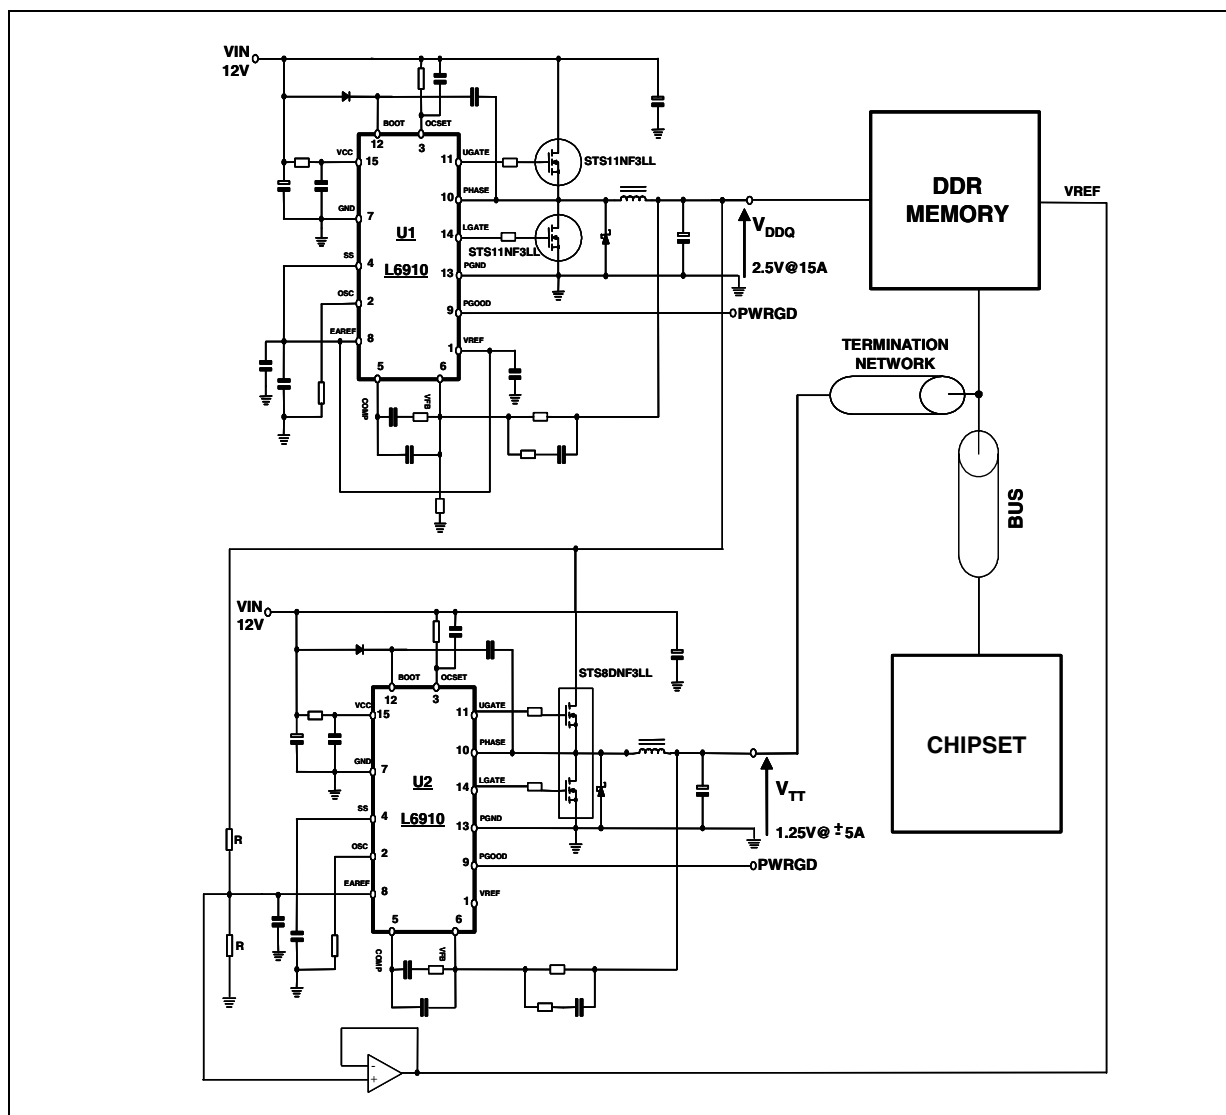 VIN
12V
BOOT
OCSET
12
3
VCC
15
11
UGATE
STS11NF3LL
10
PHASE
GND
7
U1
14
LGATE
STS11NF3LL
SS
4
L6910
13
PGND
OSC
2
9
PGOOD
PWRGD
EAREF
8
1
VREF
5
6
COMP
VFB
VDDQ
2.5V@15A
DDR
MEMORY
VREF
TERMINATION
NETWORK
BUS
CHIPSET
VIN
12V
BOOT
OCSET
12
3
STS8DNF3LL
VCC
15
11
UGATE
10
PHASE
GND
7
U2
14
LGATE
SS
4
L6910
13
PGND
OSC
2
9
PGOOD
PWRGD
EAREF
8
1
VREF
5
6
COMP
VFB
VTT
1.25V@ ±5A
R
R
-
+